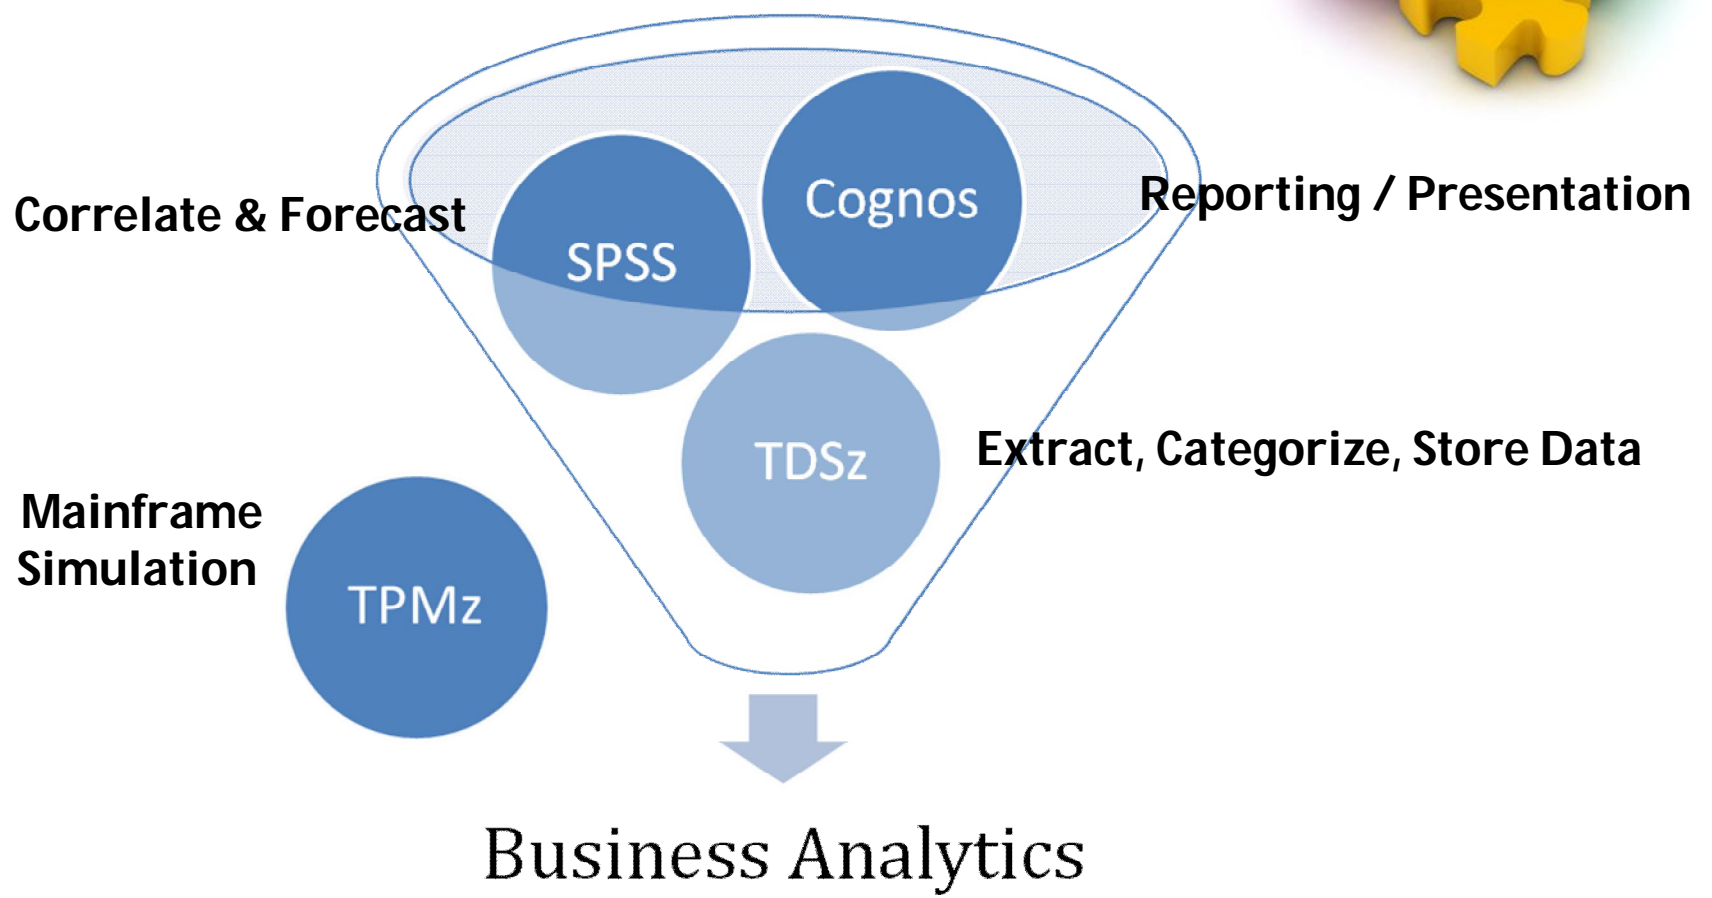 Cognos
Reporting / Presentation
Correlate & Forecast
SPSS
TDSz
Extract, Categorize, Store Data
Mainframe
Simulation
TPMz
Business Analytics